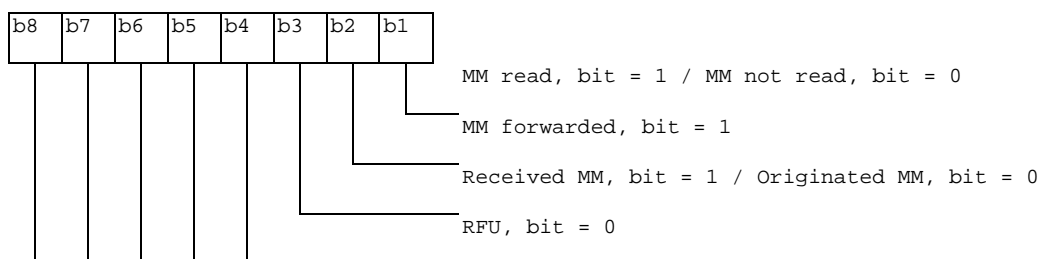 b8 b7 b6 b5 b4 b3 b2 b1
MM read, bit = 1 / MM not read, bit = 0
MM forwarded, bit = 1
Received MM, bit = 1 / Originated MM, bit = 0
RFU, bit = 0